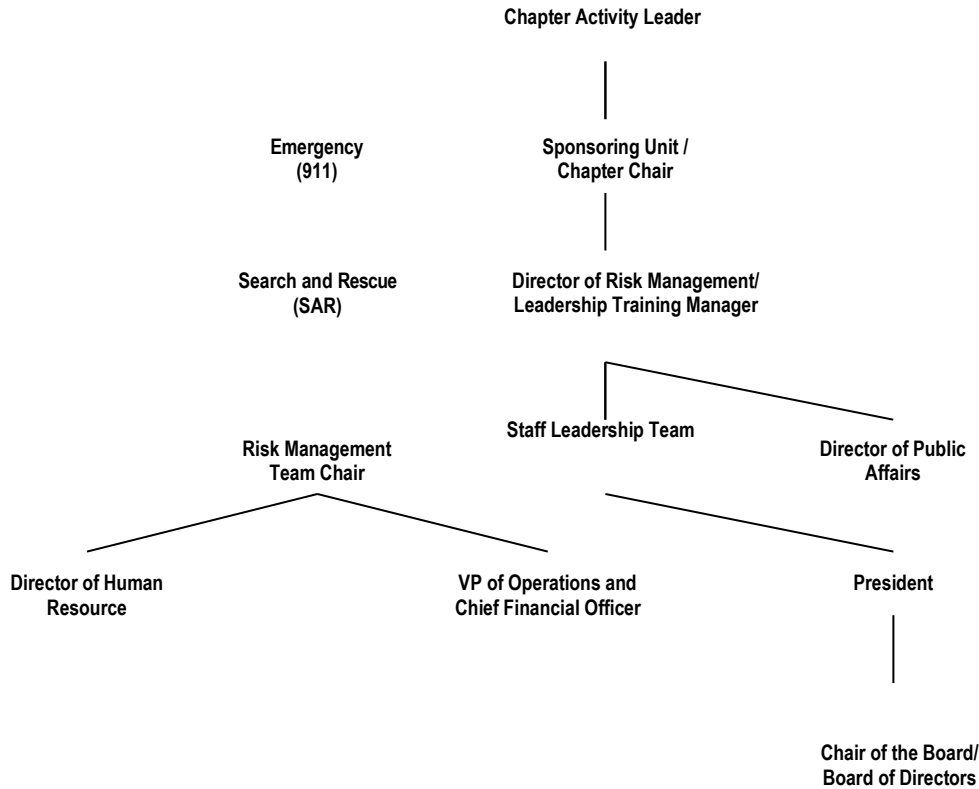 Chapter Activity Leader
Emergency
(911)
Sponsoring Unit /
Chapter Chair
Search and Rescue
(SAR)
Director of Risk Management/
Leadership Training Manager
Risk Management
Team Chair
Staff Leadership Team
Director of Public
Affairs
Director of Human
Resource
VP of Operations and
Chief Financial Officer
President
Chair of the Board/
Board of Directors